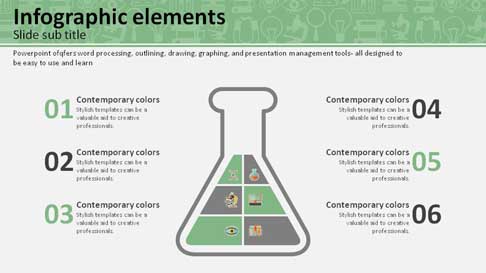 Infographic elements
Slide sub title
Powerpoint ofqfers word processing, outlining, drawing, graphing, and presentation management tools- all designed to
be easy to use and learn
01
Contemporary colors
Stylish templates can be a
valuable aid to creative
professionals.
02
Contemporary colors
Stylish templates can be a
valuable aid to creative
professionals.
03
Contemporary colors
Stylish templates can be a
valuable aid to creative
professionals.
Contemporary colors
Stylish templates can be a
valuable aid to creative
professionals.
04
Contemporary colors
Stylish templates can be a
valuable aid to creative
professionals.
05
Contemporary colors
Stylish templates can be a
valuable aid to creative
professionals.
06